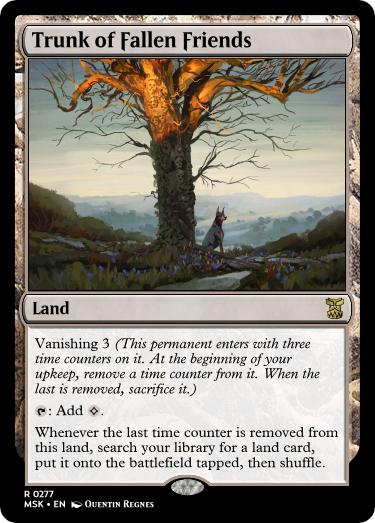 Trunk of Fallen Friends
Land
Vanishing 3 (This permanent enters with three
time counters on it. At the beginning of your
upkeep, remove a time counter from it. When the
last is removed, sacrifice it.)
: Add .
Whenever the last time counter is removed from
this land, search your library for a land card,
put it onto the battlefield tapped, then shuffle.
R 0277
MSK • EN Quentin Regnes